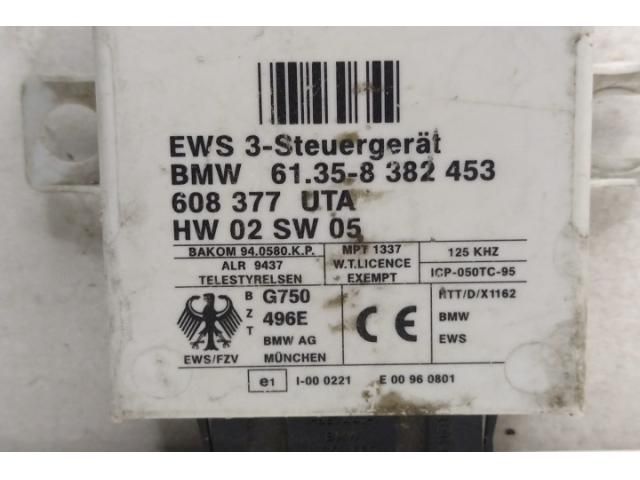 EWS 3-Steuergerät
BMW 61.35-8 382 453
608 377 UTA
HW 02 SW 05
BAKOM 94.0580.K.P.
ALR 9437
TELESTYRELSEN
MPT 1337
W.T.LICENCE
EXEMPT
125 KHZ
ICP-050TC-95
EWS/FZV
BZT
G750
496E
BMW AG
MÜNCHEN
CE
RTT/D/X1162
BMW
EWS
e1 I-00 0221 E 00 96 0801